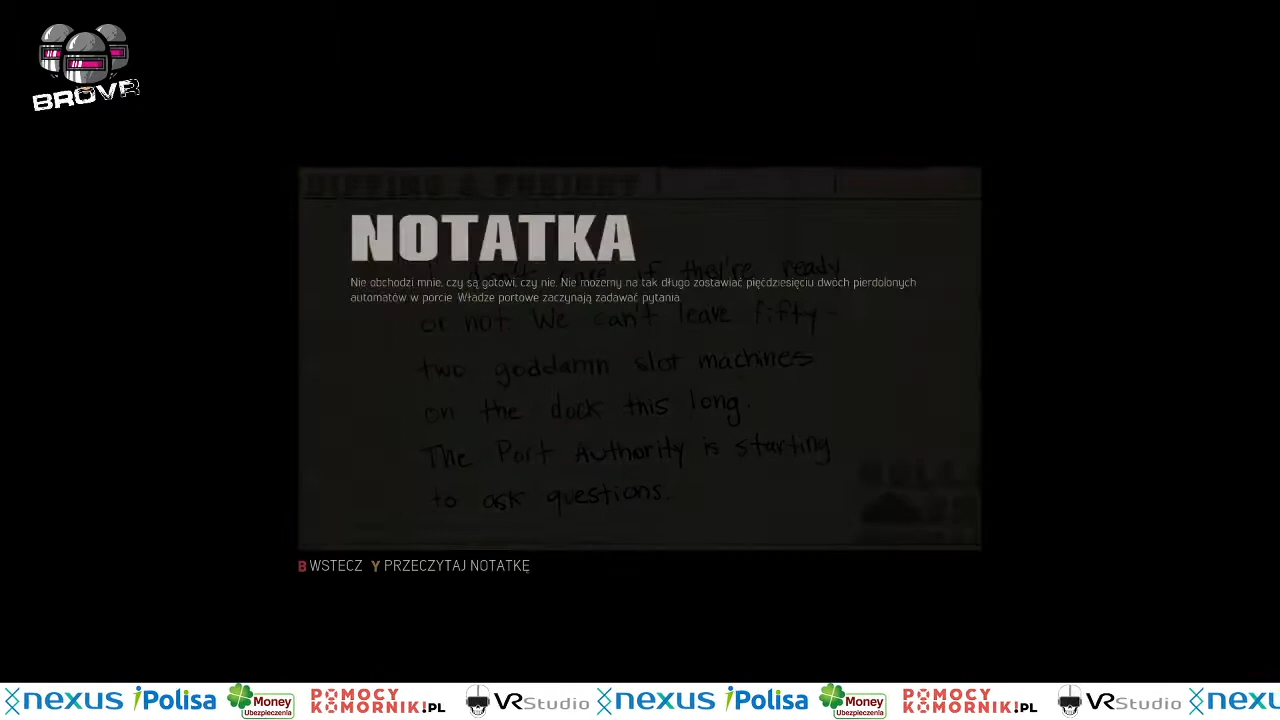 BROVR
SHIPPING & FREIGHT
NOTATKA
Nie obchodzi mnie, czy są gotowi, czy nie. Nie możemy na tak długo zostawiać pięćdziesięciu dwóch pierdolonych
automatów w porcie. Władze portowe zaczynają zadawać pytania.
I don't care if they're ready
or not We can't leave fifty-
two goddamn slot machines
on the dock this long.
The Port Authority is starting
to ask questions.
B WSTECZ Y PRZECZYTAJ NOTATKĘ
nexus iPolisa Money Ubezpieczenia POMOCY KOMORNIK!.PL VRStudio nexus iPolisa Money Ubezpieczenia POMOCY KOMORNIK!.PL VRStudio nexu